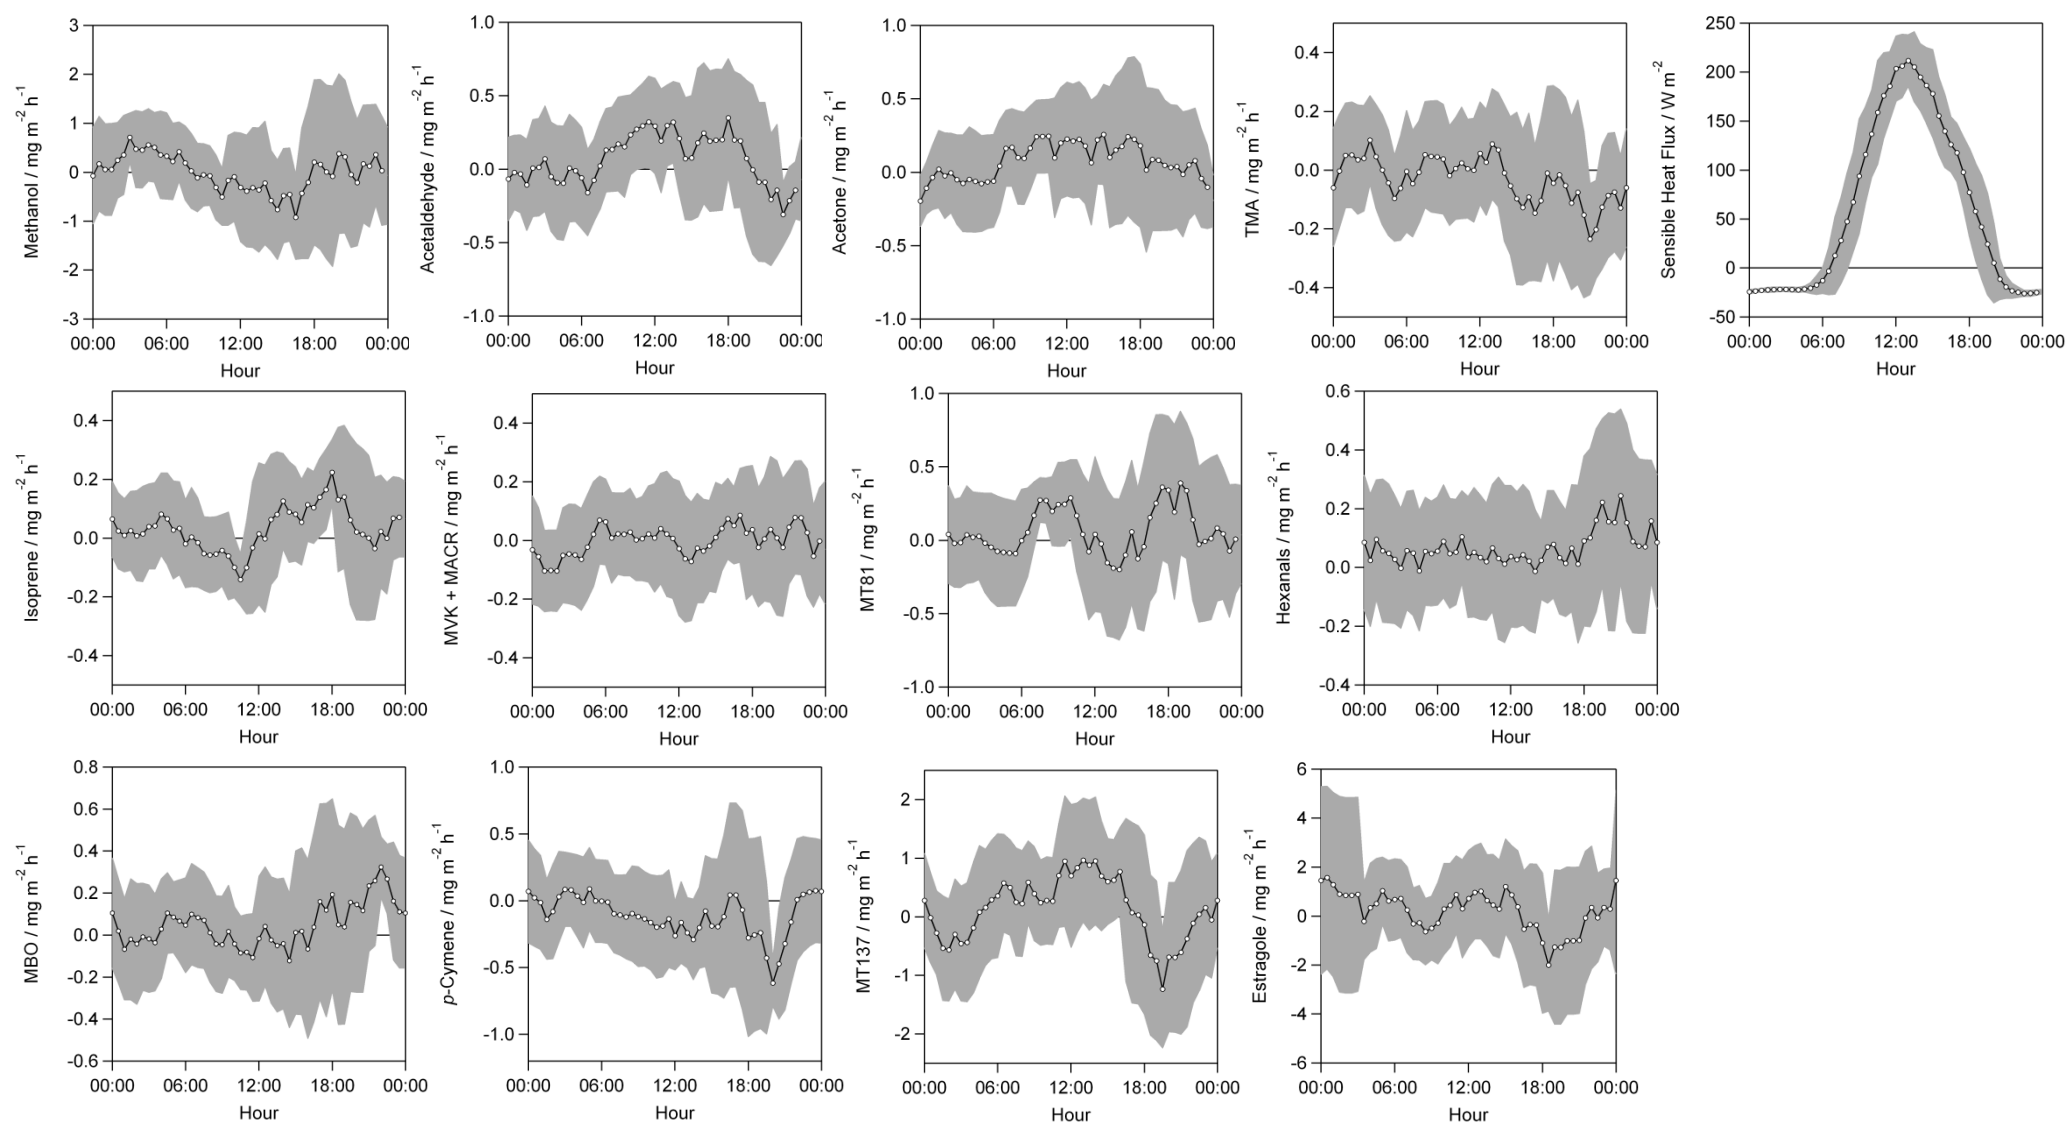 Methanol / mg m⁻² h⁻¹
3
2
1
0
-1
-2
-3
00:00 06:00 12:00 18:00 00:00
Hour
Acetaldehyde / mg m⁻² h⁻¹
1.0
0.5
0.0
-0.5
-1.0
00:00 06:00 12:00 18:00 00:00
Hour
Acetone / mg m⁻² h⁻¹
1.0
0.5
0.0
-0.5
-1.0
00:00 06:00 12:00 18:00 00:00
Hour
TMA / mg m⁻² h⁻¹
0.4
0.2
0.0
-0.2
-0.4
00:00 06:00 12:00 18:00 00:00
Hour
Sensible Heat Flux / W m⁻²
250
200
150
100
50
0
-50
00:00 06:00 12:00 18:00 00:00
Hour
Isoprene / mg m⁻² h⁻¹
0.4
0.2
0.0
-0.2
-0.4
00:00 06:00 12:00 18:00 00:00
Hour
MVK + MACR / mg m⁻² h⁻¹
0.4
0.2
0.0
-0.2
-0.4
00:00 06:00 12:00 18:00 00:00
Hour
MT81 / mg m⁻² h⁻¹
1.0
0.5
0.0
-0.5
-1.0
00:00 06:00 12:00 18:00 00:00
Hour
Hexanals / mg m⁻² h⁻¹
0.6
0.4
0.2
0.0
-0.2
-0.4
00:00 06:00 12:00 18:00 00:00
Hour
MBO / mg m⁻² h⁻¹
0.8
0.6
0.4
0.2
0.0
-0.2
-0.4
-0.6
00:00 06:00 12:00 18:00 00:00
Hour
p-Cymene / mg m⁻² h⁻¹
1.0
0.5
0.0
-0.5
-1.0
00:00 06:00 12:00 18:00 00:00
Hour
MT137 / mg m⁻² h⁻¹
2
1
0
-1
-2
00:00 06:00 12:00 18:00 00:00
Hour
Estragole / mg m⁻² h⁻¹
6
4
2
0
-2
-4
-6
00:00 06:00 12:00 18:00 00:00
Hour